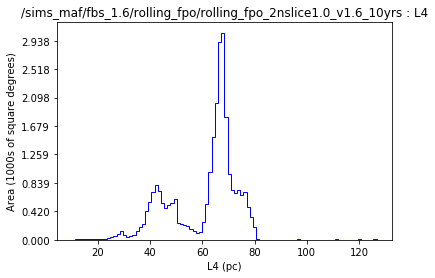 /sims_maf/fbs_1.6/rolling_fpo/rolling_fpo_2nslice1.0_v1.6_10yrs : L4
Area (1000s of square degrees)
2.938
2.518
2.098
1.679
1.259
0.839
0.420
0.000
20 40 60 80 100 120
L4 (pc)